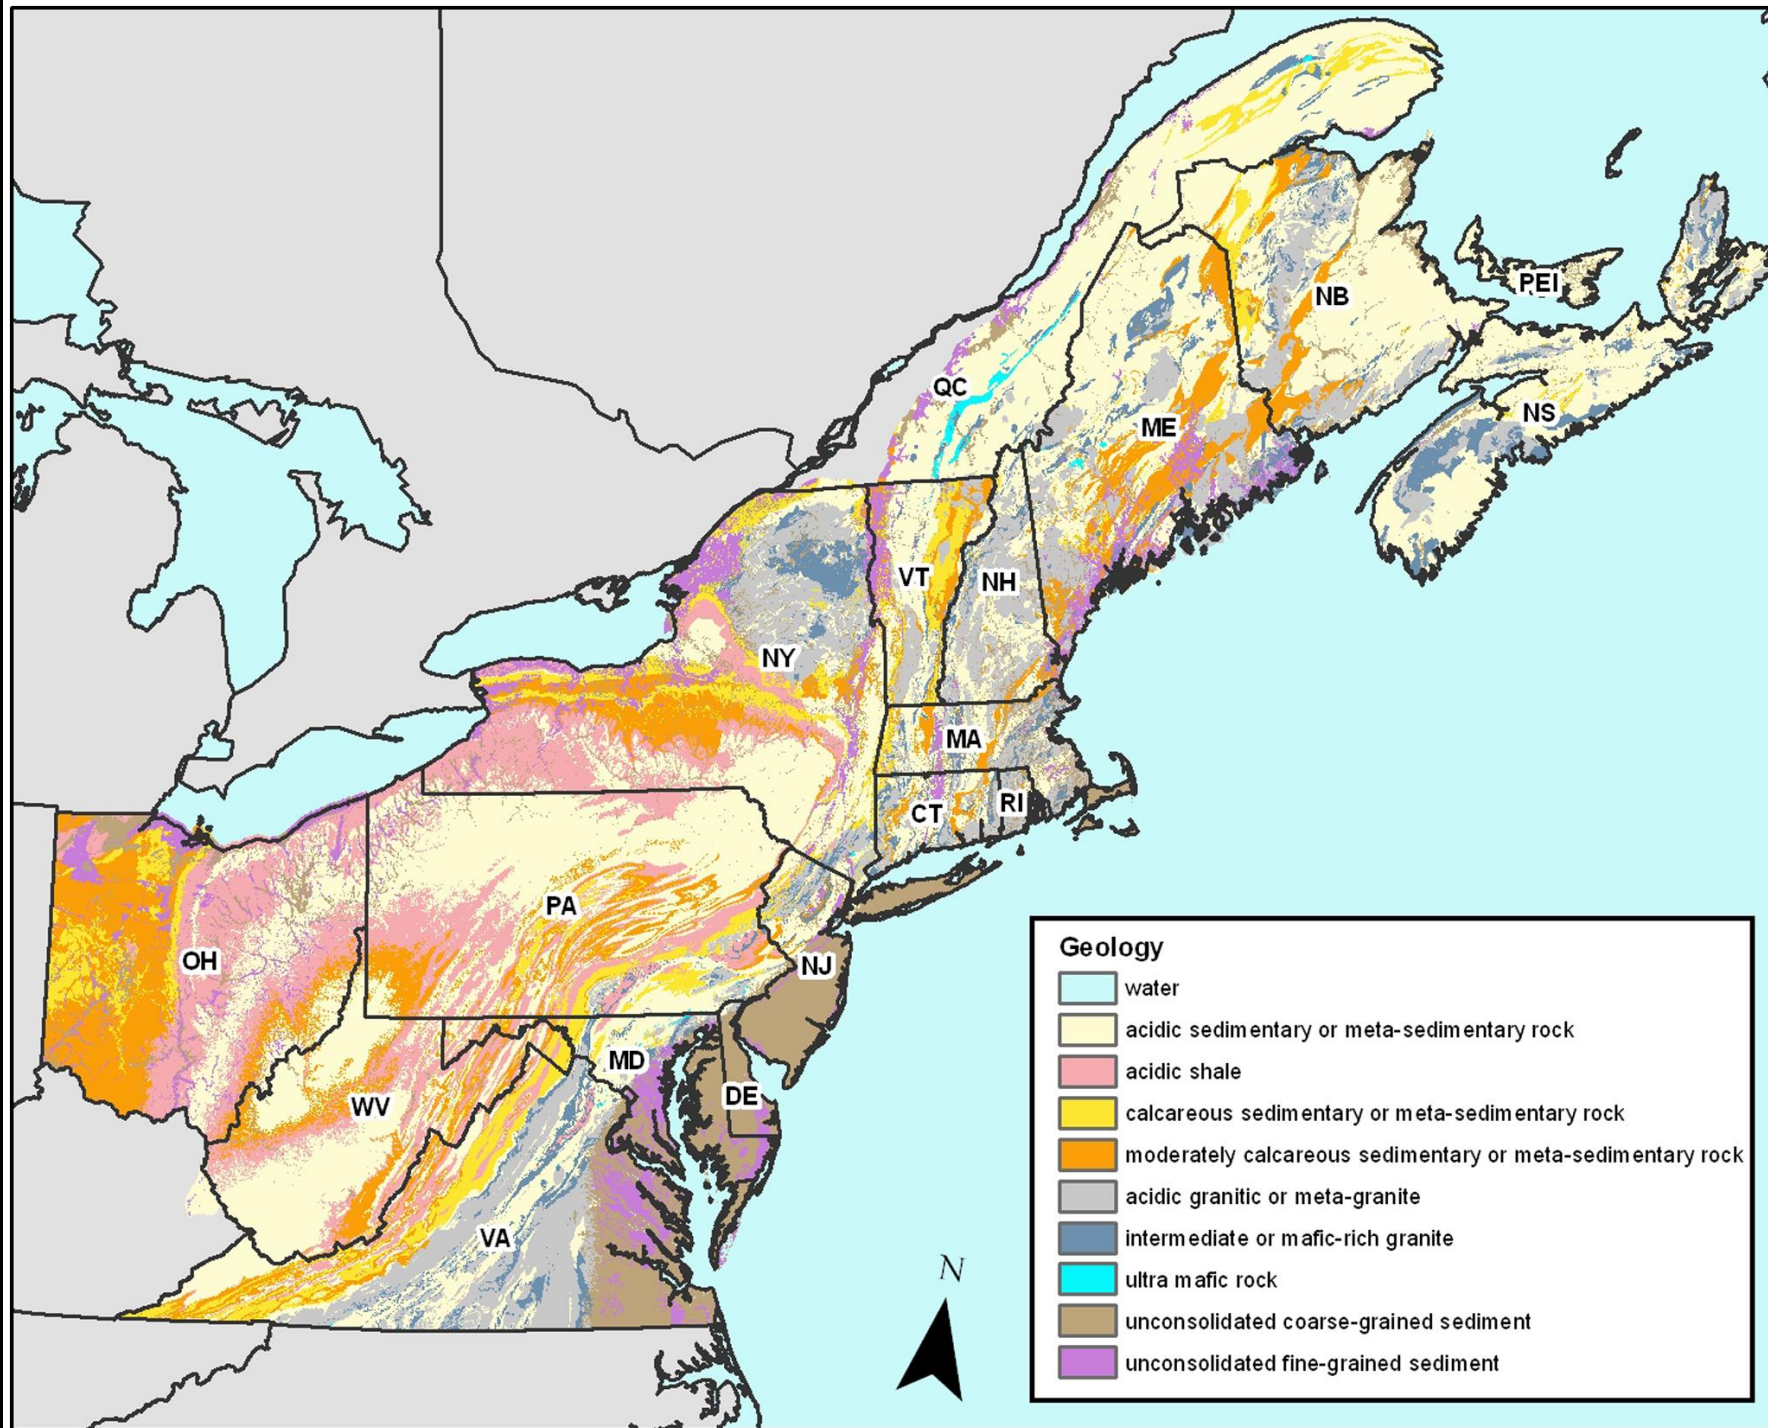 PEI
NB
QC
NS
ME
VT
NH
NY
MA
CT
RI
PA
OH
NJ
MD
DE
WV
VA
N
Geology
water
acidic sedimentary or meta-sedimentary rock
acidic shale
calcareous sedimentary or meta-sedimentary rock
moderately calcareous sedimentary or meta-sedimentary rock
acidic granitic or meta-granite
intermediate or mafic-rich granite
ultra mafic rock
unconsolidated coarse-grained sediment
unconsolidated fine-grained sediment